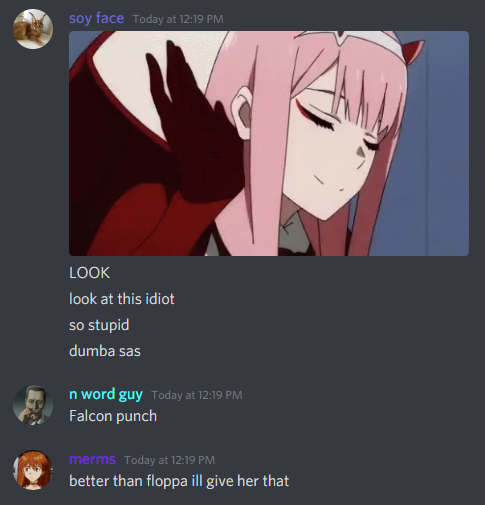 soy face Today at 12:19 PM
LOOK
look at this idiot
so stupid
dumba sas
n word guy Today at 12:19 PM
Falcon punch
merms Today at 12:19 PM
better than floppa ill give her that